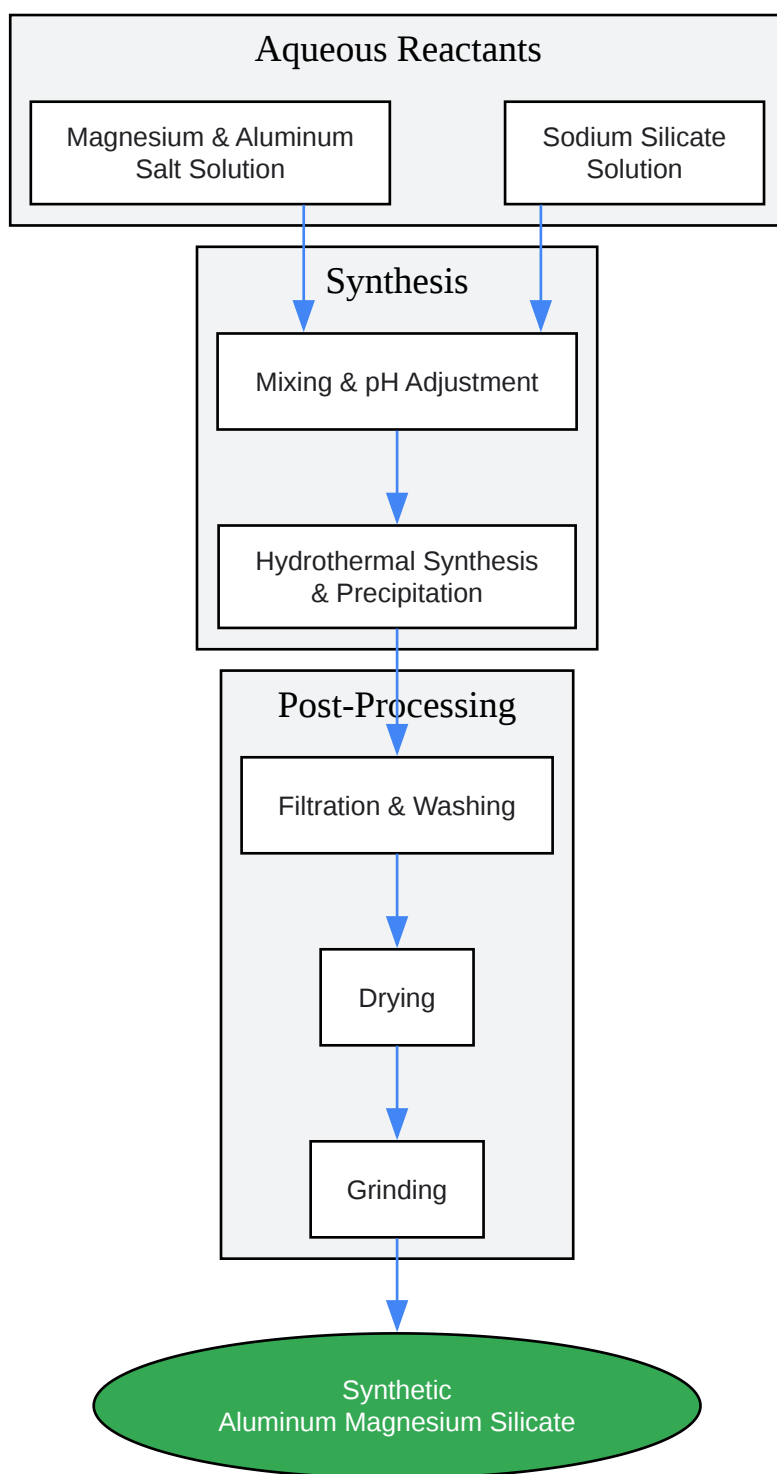 Aqueous Reactants
Magnesium & Aluminum
Salt Solution
Sodium Silicate
Solution
Synthesis
Mixing & pH Adjustment
Hydrothermal Synthesis
& Precipitation
Post-Processing
Filtration & Washing
Drying
Grinding
Synthetic
Aluminum Magnesium Silicate